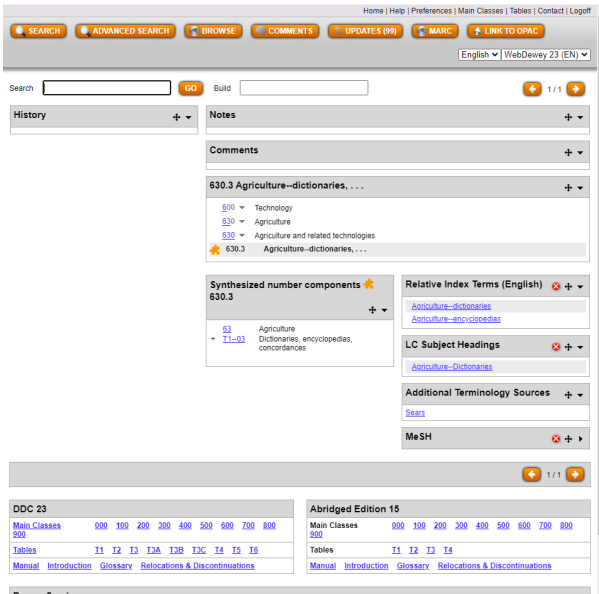 Home | Help | Preferences | Main Classes | Tables | Contact | Logoff
SEARCH ADVANCED SEARCH BROWSE COMMENTS UPDATES (99) MARC LINK TO OPAC
English WebDewey 23 (EN)
Search GO Build 1 / 1
History
Notes
Comments
630.3 Agriculture--dictionaries, . . .
600 Technology
630 Agriculture
630 Agriculture and related technologies
630.3 Agriculture--dictionaries, . . .
Synthesized number components
630.3
63 Agriculture
+ T1--03 Dictionaries, encyclopedias,
concordances
Relative Index Terms (English)
Agriculture--dictionaries
Agriculture--encyclopedias
LC Subject Headings
Agriculture--Dictionaries
Additional Terminology Sources
Sears
MeSH
1 / 1
DDC 23
Main Classes 000 100 200 300 400 500 600 700 800
900
Tables T1 T2 T3 T3A T3B T3C T4 T5 T6
Manual Introduction Glossary Relocations & Discontinuations
Abridged Edition 15
Main Classes 000 100 200 300 400 500 600 700 800
900
Tables T1 T2 T3 T4
Manual Introduction Glossary Relocations & Discontinuations